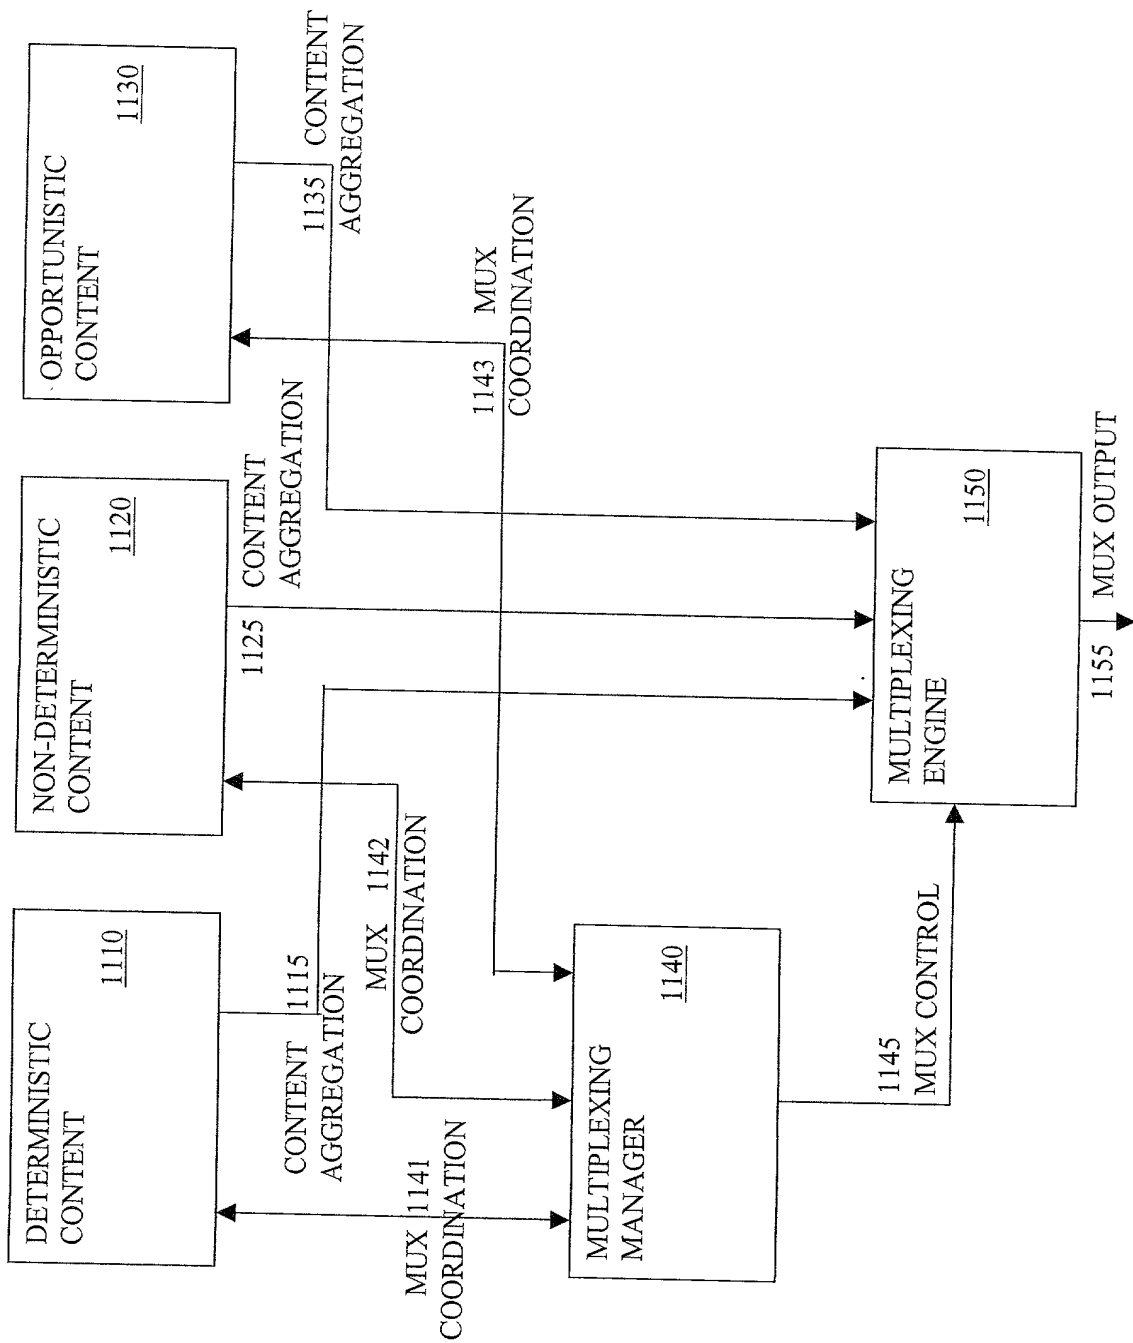 DETERMINISTIC
CONTENT
1110
NON-DETERMINISTIC
CONTENT
1120
OPPORTUNISTIC
CONTENT
1130
1115
CONTENT
AGGREGATION
1125
CONTENT
AGGREGATION
1135
CONTENT
AGGREGATION
MUX 1141
COORDINATION
MUX 1142
COORDINATION
1143 MUX
COORDINATION
MULTIPLEXING
MANAGER
1140
1145
MUX CONTROL
MULTIPLEXING
ENGINE
1150
1155 MUX OUTPUT